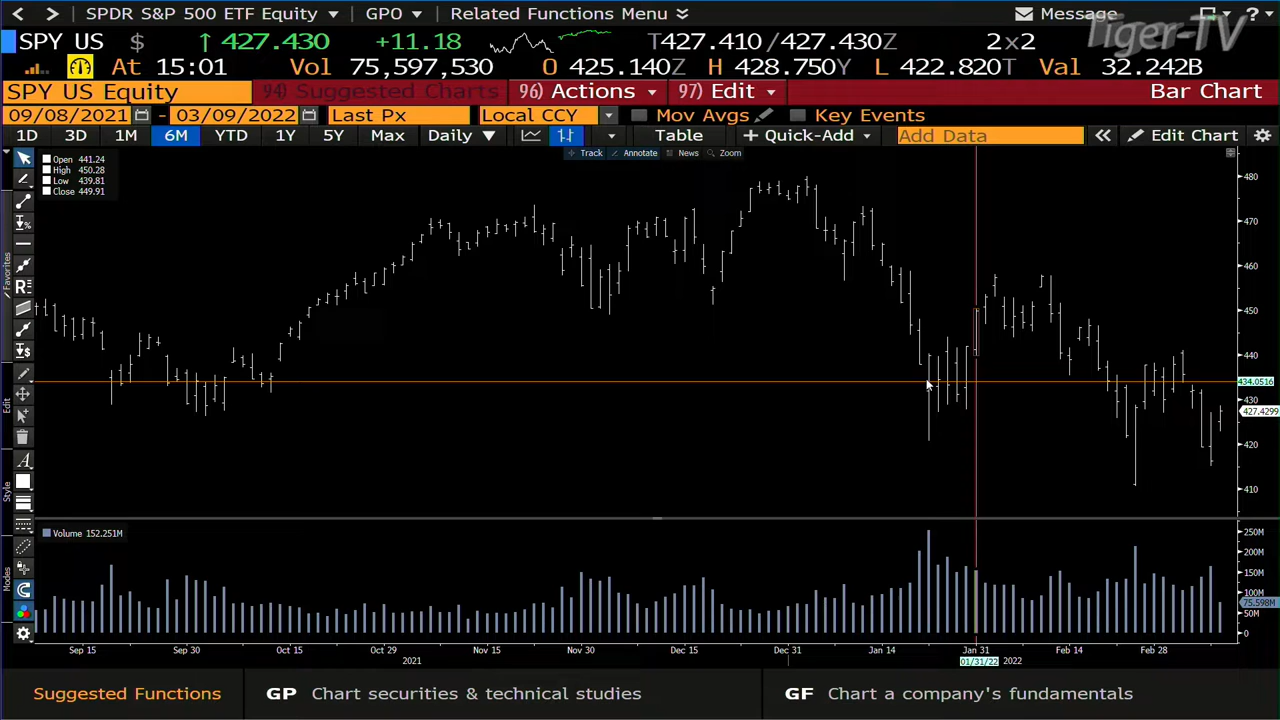 SPDR S&P 500 ETF Equity GPO Related Functions Menu Message ?
Tiger-TV
SPY US $ ↑ 427.430 +11.18 T427.410/427.430Z 2x2
At 15:01 Vol 75,597,530 O 425.140Z H 428.750Y L 422.820T Val 32.242B
SPY US Equity 94) Suggested Charts 96) Actions 97) Edit Bar Chart
09/08/2021 - 03/09/2022 Last Px Local CCY Mov Avgs Key Events
1D 3D 1M 6M YTD 1Y 5Y Max Daily ▼ Table + Quick-Add Add Data « Edit Chart
Track Annotate News Zoom
Open 441.24
High 450.28
Low 439.81
Close 449.91
480
470
460
450
440
434.0516
430
427.4299
420
410
Favorites
Edit
Style
Modes
Volume 152.251M
250M
200M
150M
100M
75.598M
50M
0
Sep 15 Sep 30 Oct 15 Oct 29 Nov 15 Nov 30 Dec 15 Dec 31 Jan 14 Jan 31 Feb 14 Feb 28
2021 01/31/22 2022
Suggested Functions GP Chart securities & technical studies GF Chart a company's fundamentals